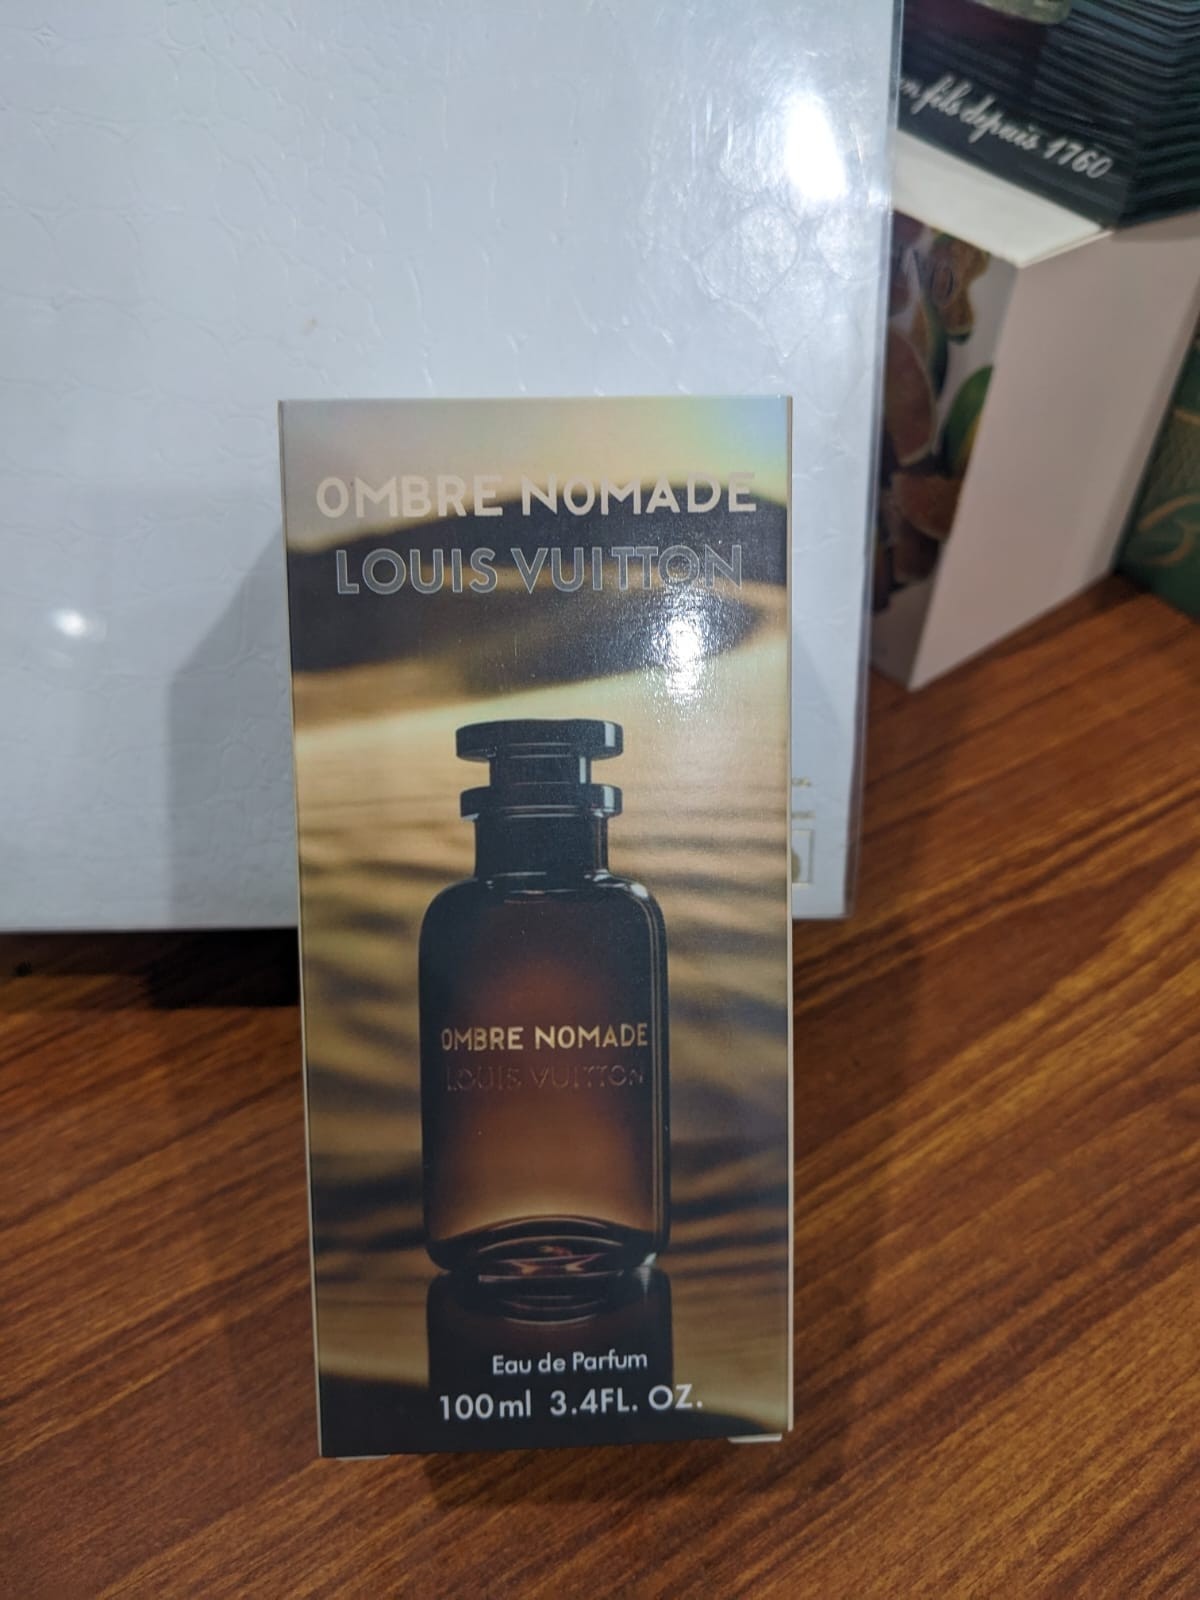 fils depuis 1760
OMBRE NOMADE
LOUIS VUITTON
OMBRE NOMADE
LOUIS VUITTON
Eau de Parfum
100ml 3.4FL. OZ.